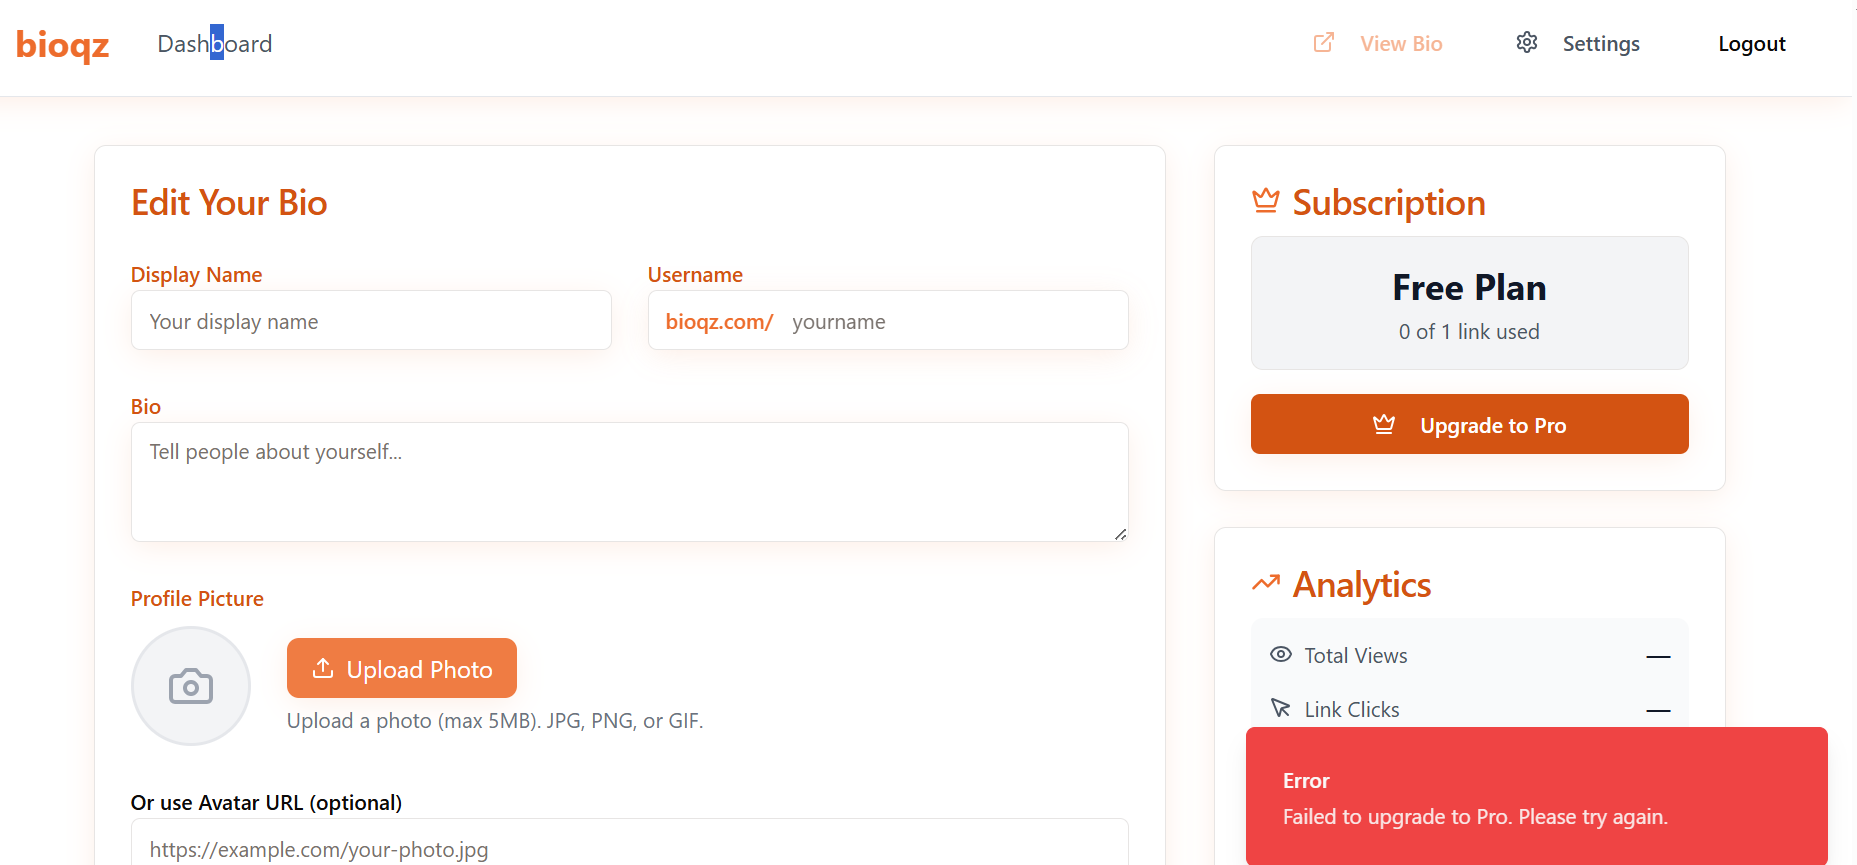 bioqz
Dashboard
View Bio
Settings
Logout
Edit Your Bio
Display Name
Your display name
Username
bioqz.com/ yourname
Bio
Tell people about yourself...
Profile Picture
Upload Photo
Upload a photo (max 5MB). JPG, PNG, or GIF.
Or use Avatar URL (optional)
https://example.com/your-photo.jpg
Subscription
Free Plan
0 of 1 link used
Upgrade to Pro
Analytics
Total Views —
Link Clicks —
Error
Failed to upgrade to Pro. Please try again.